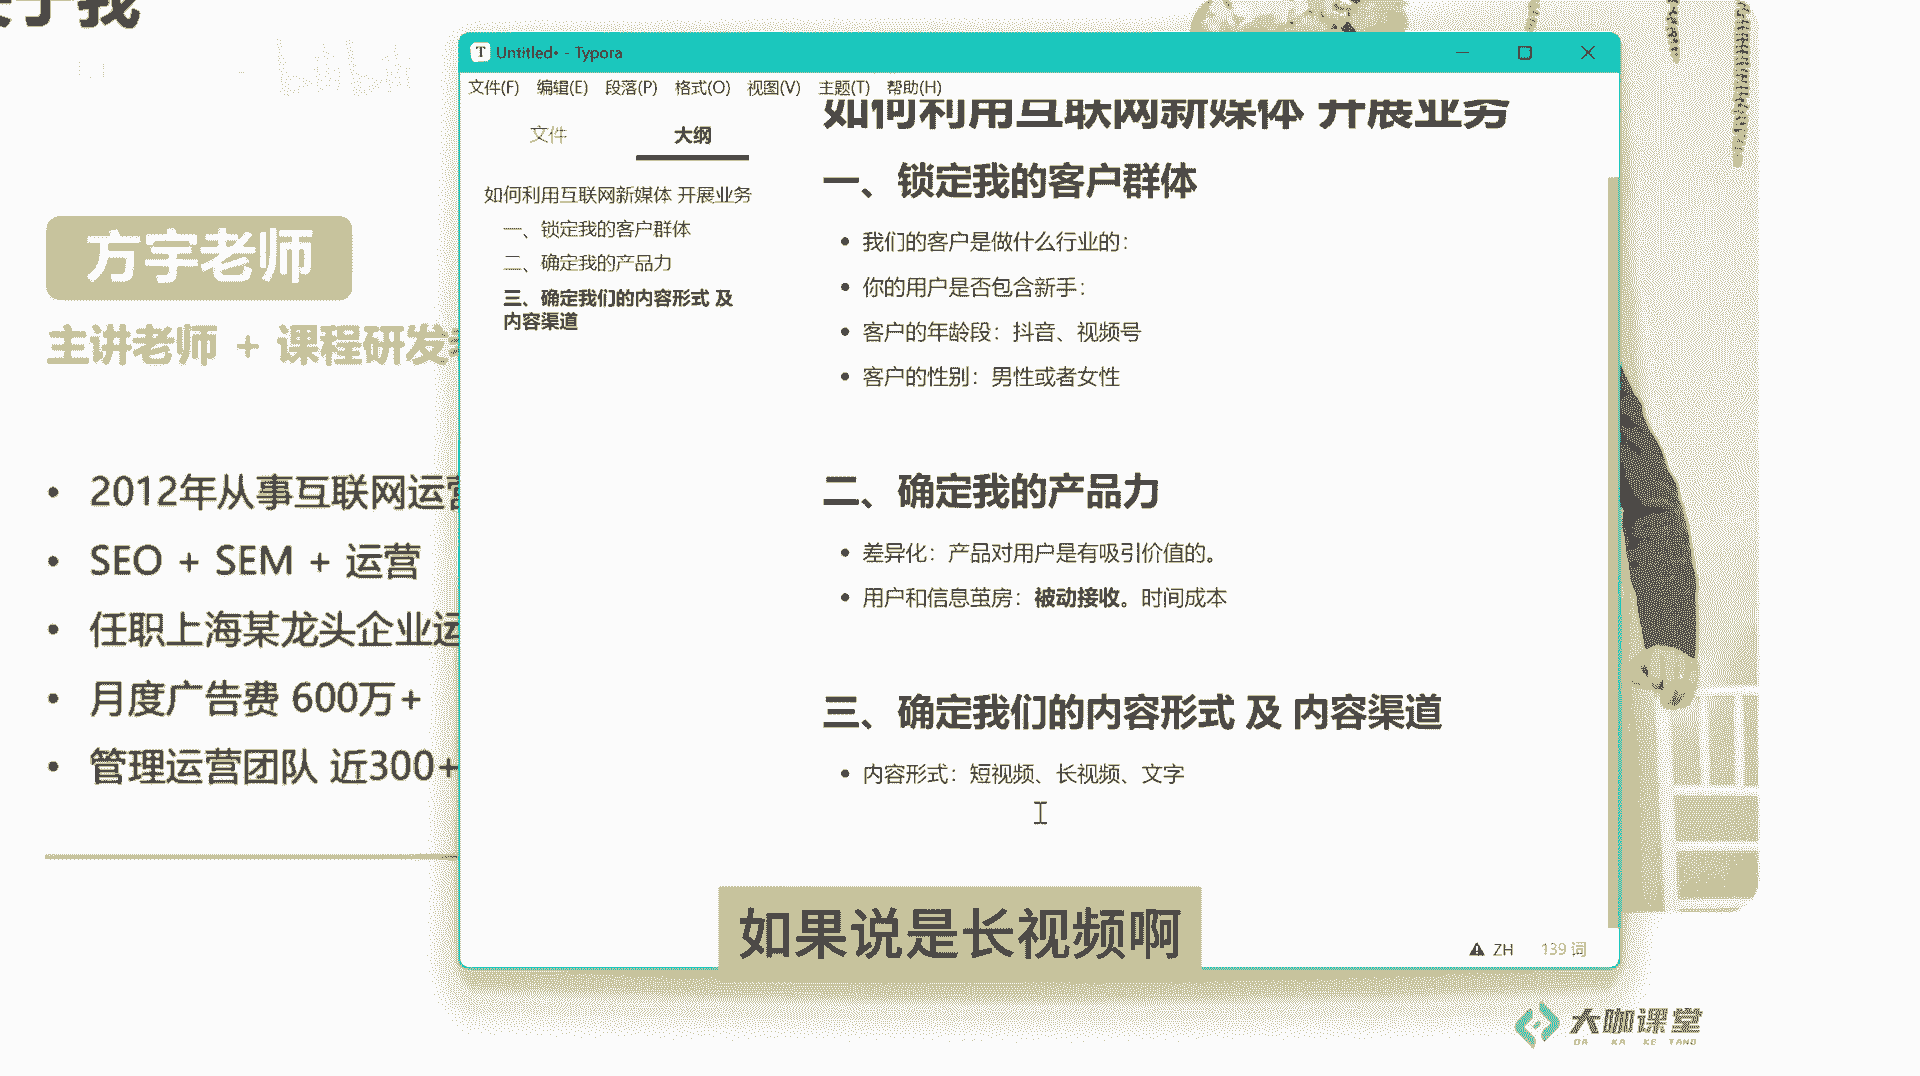 于我
Untitled• - Typora
文件(F) 编辑(E) 段落(P) 格式(O) 视图(V) 主题(T) 帮助(H)
文件 大纲
如何利用互联网新媒体 开展业务
一、锁定我的客户群体
二、确定我的产品力
三、确定我们的内容形式 及
内容渠道
如何利用互联网新媒体 开展业务
一、锁定我的客户群体
我们的客户是做什么行业的：
你的用户是否包含新手：
客户的年龄段：抖音、视频号
客户的性别：男性或者女性
二、确定我的产品力
差异化：产品对用户是有吸引价值的。
用户和信息茧房：被动接收。时间成本
三、确定我们的内容形式 及 内容渠道
内容形式：短视频、长视频、文字
ZH 139 词
方宇老师
主讲老师 + 课程研发
• 2012年从事互联网运营
• SEO + SEM + 运营
• 任职上海某龙头企业运
• 月度广告费 600万+
• 管理运营团队 近300+
如果说是长视频啊
大咖课堂
DA KA KE TANG